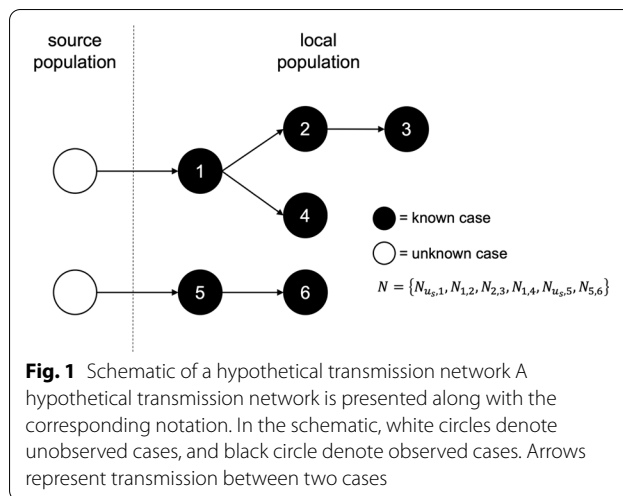 source
population
local
population
2
3
1
4
= known case
= unknown case
5
6
N = {N_{u_s,1}, N_{1,2}, N_{2,3}, N_{1,4}, N_{u_s,5}, N_{5,6}}
Fig. 1 Schematic of a hypothetical transmission network A
hypothetical transmission network is presented along with the
corresponding notation. In the schematic, white circles denote
unobserved cases, and black circle denote observed cases. Arrows
represent transmission between two cases